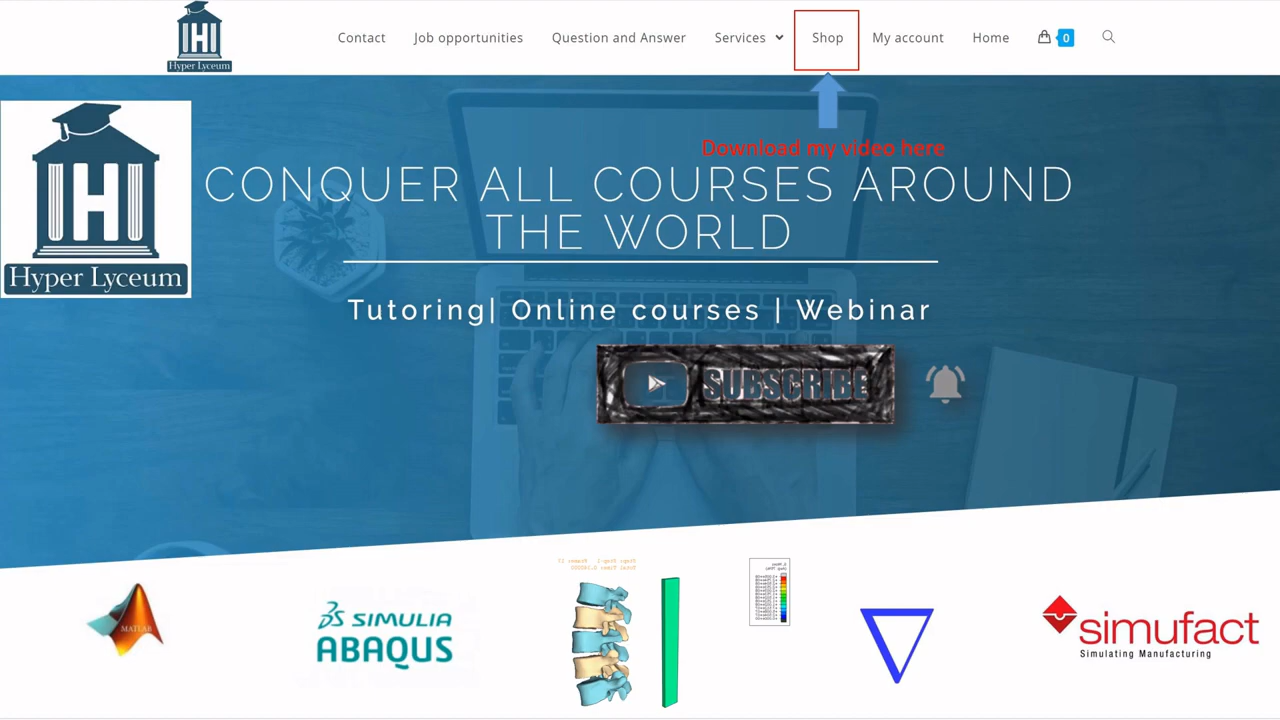 Hyper Lyceum
Contact
Job opportunities
Question and Answer
Services
Shop
My account
Home
0
Download my video here
Hyper Lyceum
CONQUER ALL COURSES AROUND
THE WORLD
Tutoring| Online courses | Webinar
SUBSCRIBE
MATLAB
SIMULIA
ABAQUS
simufact
Simulating Manufacturing